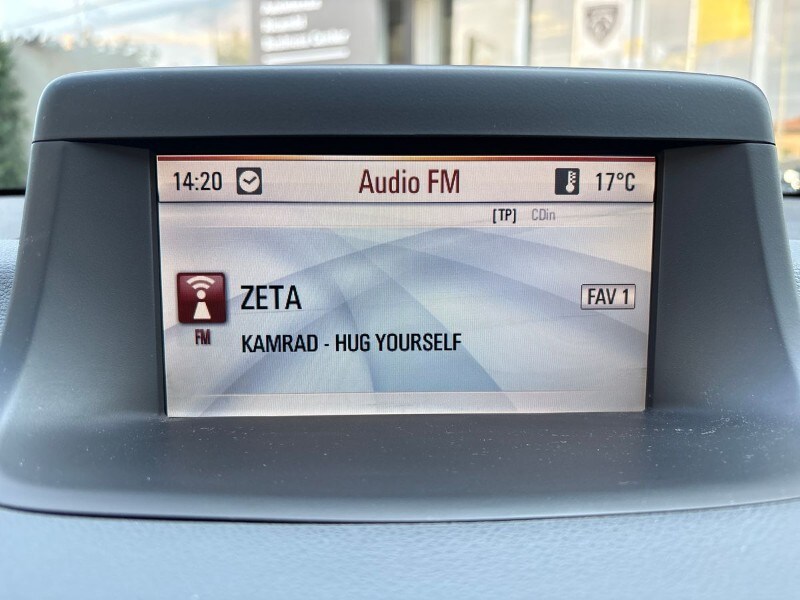 14:20 Audio FM 17°C
[TP] CDin
ZETA
FAV 1
FM
KAMRAD - HUG YOURSELF